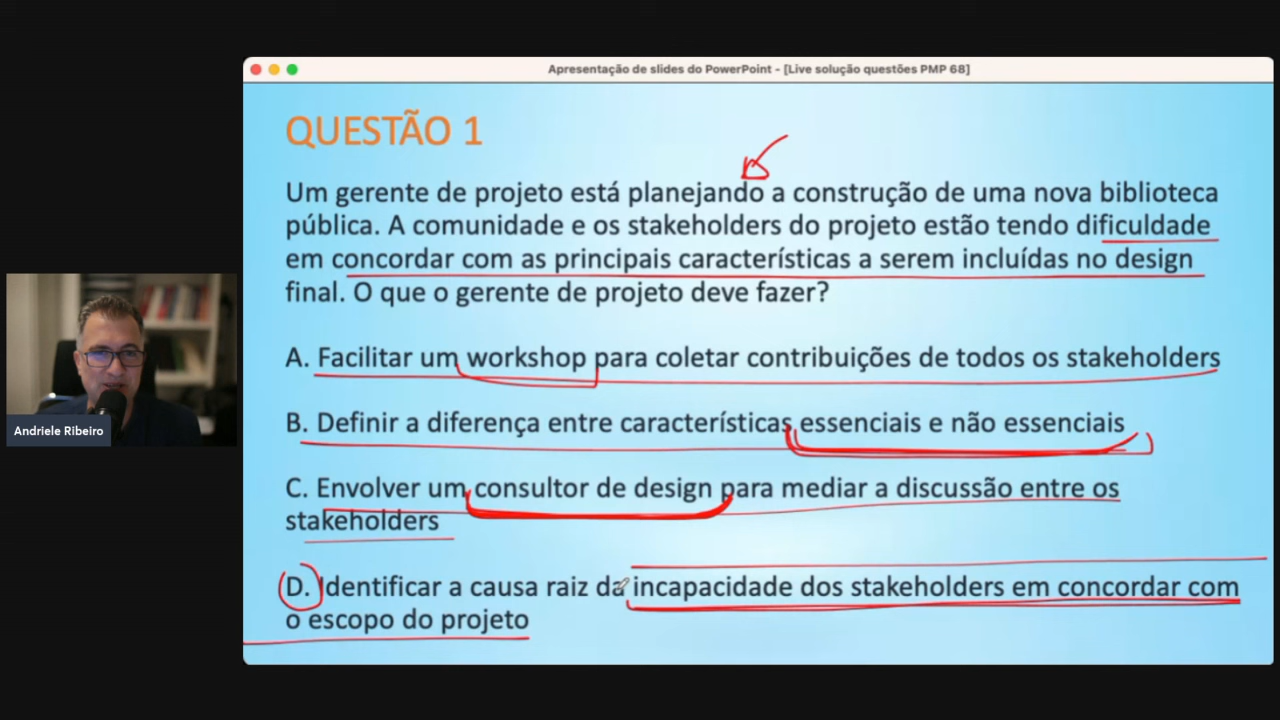 Apresentação de slides do PowerPoint - [Live solução questões PMP 68]
QUESTÃO 1
Um gerente de projeto está planejando a construção de uma nova biblioteca
pública. A comunidade e os stakeholders do projeto estão tendo dificuldade
em concordar com as principais características a serem incluídas no design
final. O que o gerente de projeto deve fazer?
A. Facilitar um workshop para coletar contribuições de todos os stakeholders
B. Definir a diferença entre características essenciais e não essenciais
C. Envolver um consultor de design para mediar a discussão entre os
stakeholders
D. Identificar a causa raiz da incapacidade dos stakeholders em concordar com
o escopo do projeto
Andriele Ribeiro